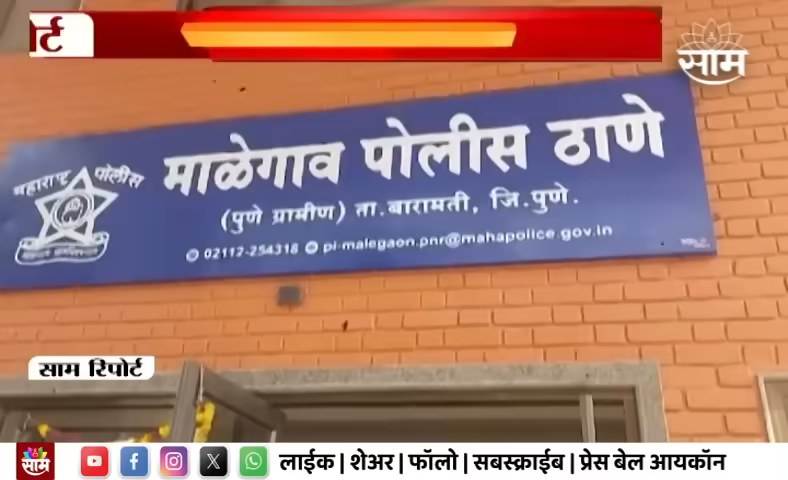 र्ट
साम
महाराष्ट्र पोलीस
माळेगाव पोलीस ठाणे
(पुणे ग्रामीण) ता.बारामती, जि.पुणे.
02112-254318 pi-malegaon.pnr@mahapolice.gov.in
साम रिपोर्ट
साम
लाईक | शेअर | फॉलो | सबस्क्राईब | प्रेस बेल आयकॉन